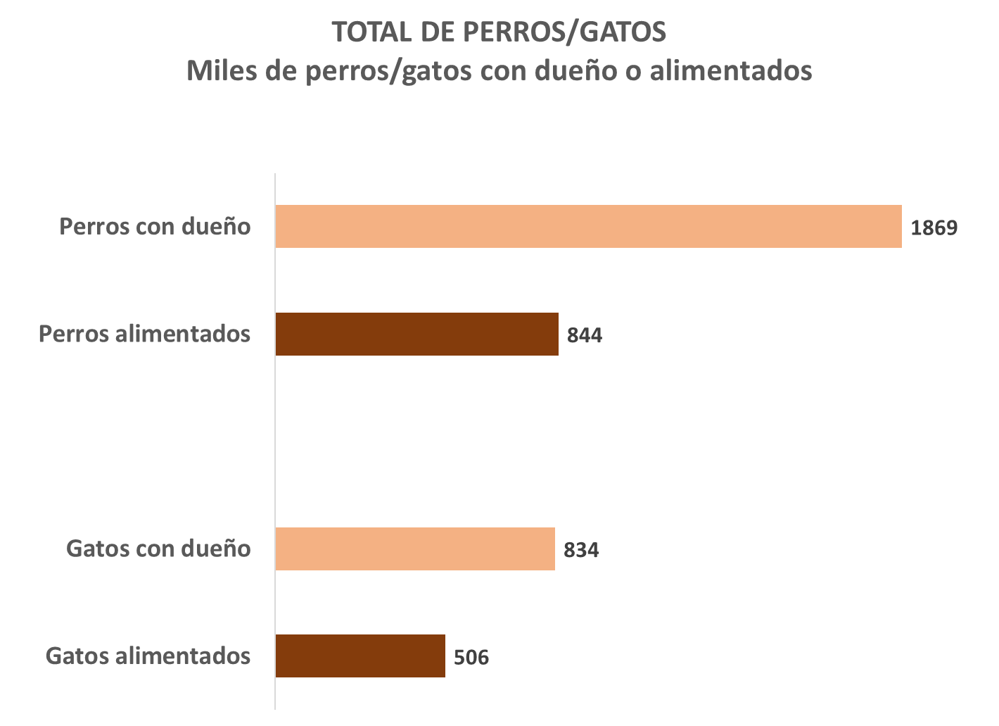 TOTAL DE PERROS/GATOS
Miles de perros/gatos con dueño o alimentados
Perros con dueño 1869
Perros alimentados 844
Gatos con dueño 834
Gatos alimentados 506